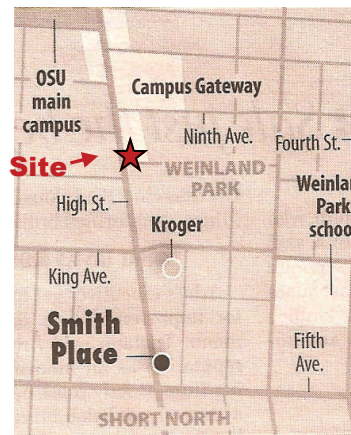 OSU
main
campus
Campus Gateway
Ninth Ave.
Fourth St.
Site
WEINLAND
PARK
Weinla
Park
schoo
High St.
Kroger
King Ave.
Smith
Place
Fifth
Ave.
SHORT NORTH